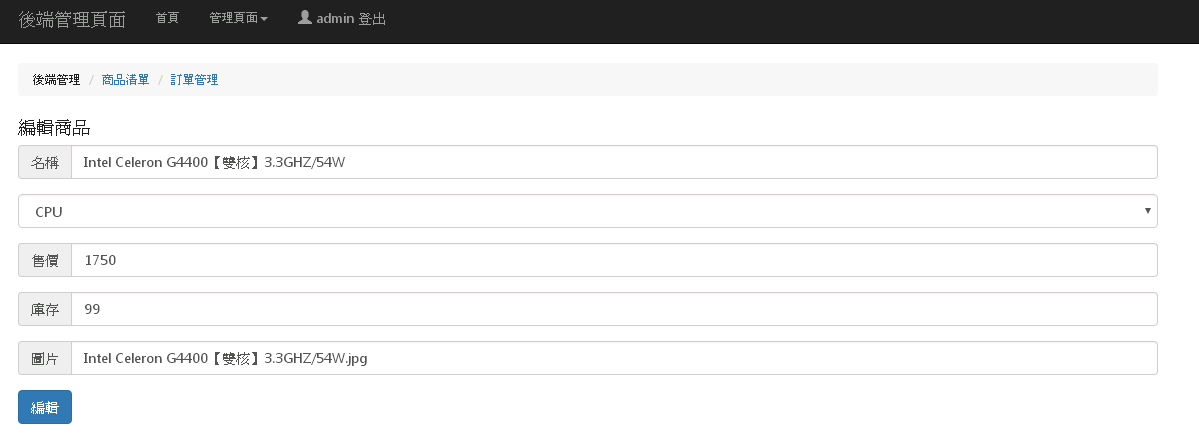 後端管理頁面 首頁 管理頁面 admin 登出
後端管理 / 商品清單 / 訂單管理
編輯商品
名稱 Intel Celeron G4400【雙核】3.3GHZ/54W
CPU
售價 1750
庫存 99
圖片 Intel Celeron G4400【雙核】3.3GHZ/54W.jpg
編輯